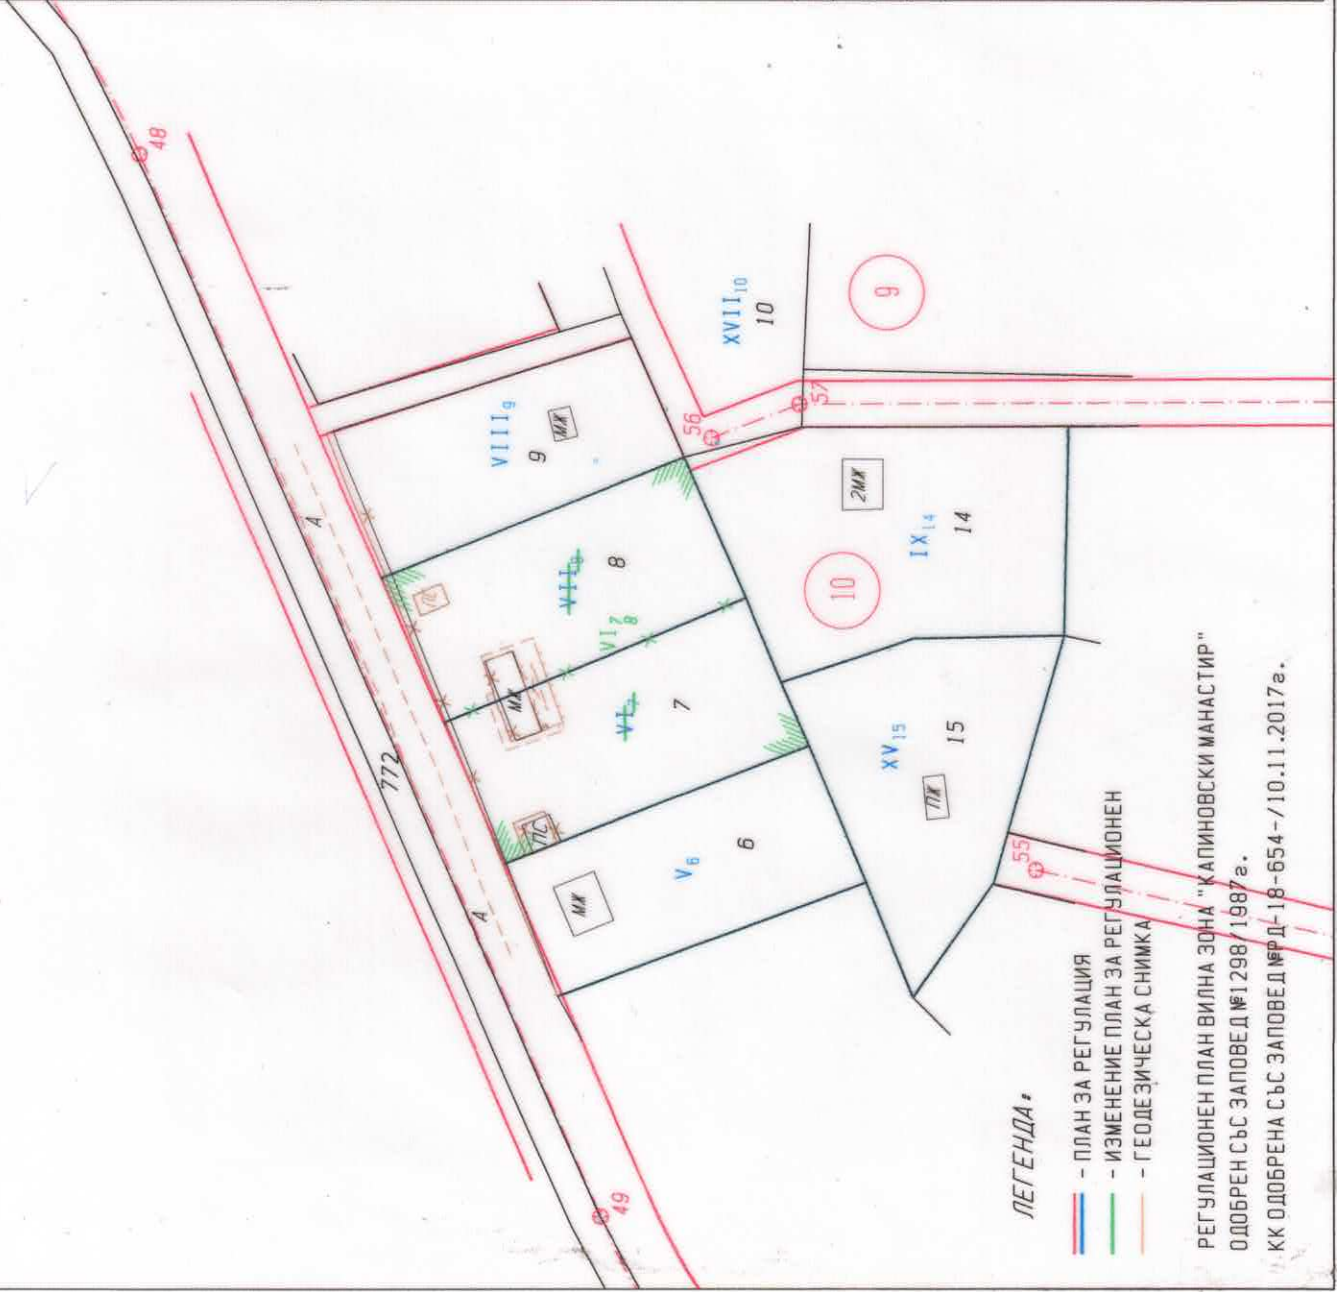 48
A
772
A
49
VIII9
9
МЖ
XVII10
10
9
56
57
VII8
8
ПС
VI7
8
МЖ
VI7
7
ПС
МЖ
V6
6
2МЖ
IX14
14
10
XV15
15
ПЖ
55
ЛЕГЕНДА:
- ПЛАН ЗА РЕГУЛАЦИЯ
- ИЗМЕНЕНИЕ ПЛАН ЗА РЕГУЛАЦИОНЕН
- ГЕОДЕЗИЧЕСКА СНИМКА
РЕГУЛАЦИОНЕН ПЛАН ВИЛНА ЗОНА "КАПИНОВСКИ МАНАСТИР"
ОДОБРЕН СЪС ЗАПОВЕД №1298/1987г.
КК ОДОБРЕНА СЪС ЗАПОВЕД №РД-18-654-/10.11.2017г.